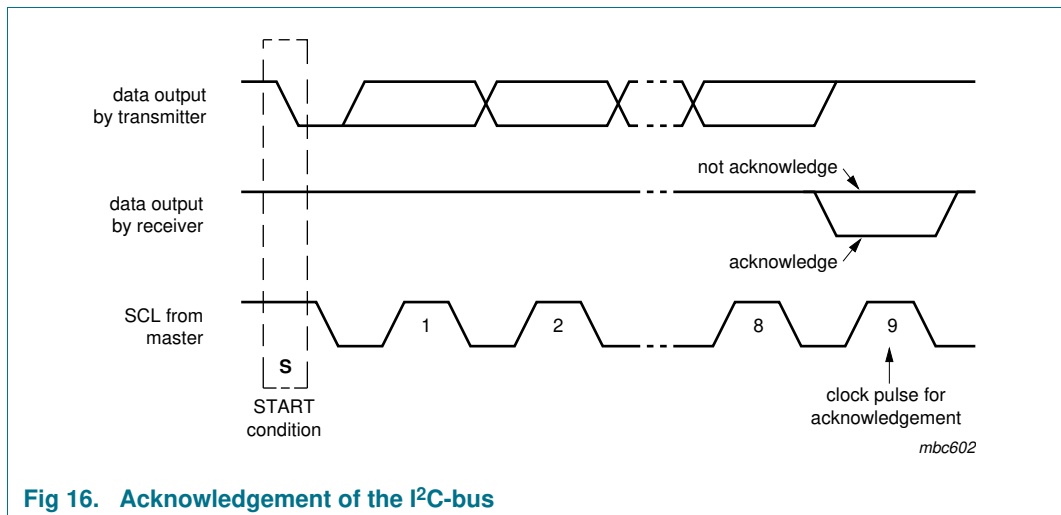 data output
by transmitter
not acknowledge
data output
by receiver
acknowledge
SCL from
master
1
2
8
9
S
START
condition
clock pulse for
acknowledgement
mbc602
Fig 16. Acknowledgement of the I²C-bus